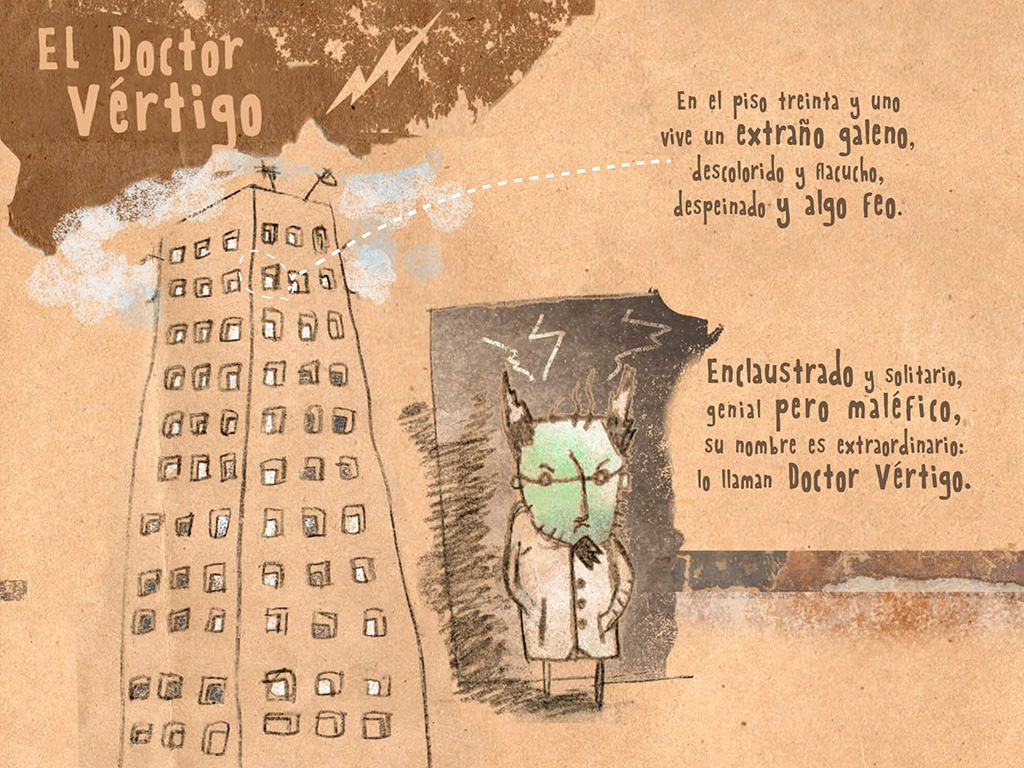 El Doctor
Vértigo
En el piso treinta y uno
vive un extraño galeno,
descolorido y flacucho,
despeinado y algo feo.
Enclaustrado y solitario,
genial pero maléfico,
su nombre es extraordinario:
lo llaman Doctor Vértigo.